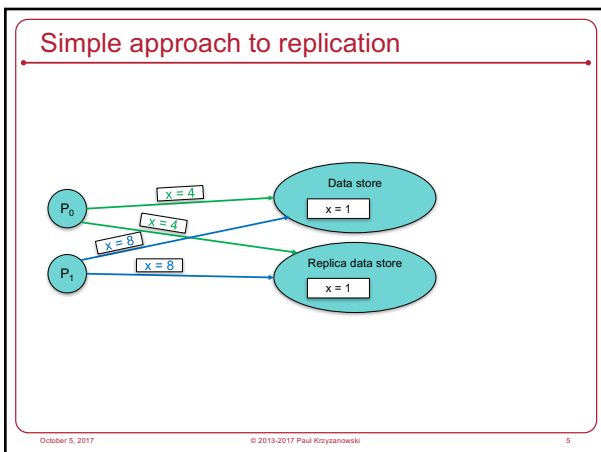 Simple approach to replication
x = 4
Data store
P₀
x = 1
x = 4
x = 8
P₁
x = 8
Replica data store
x = 1
October 5, 2017
© 2013-2017 Paul Krzyzanowski
5